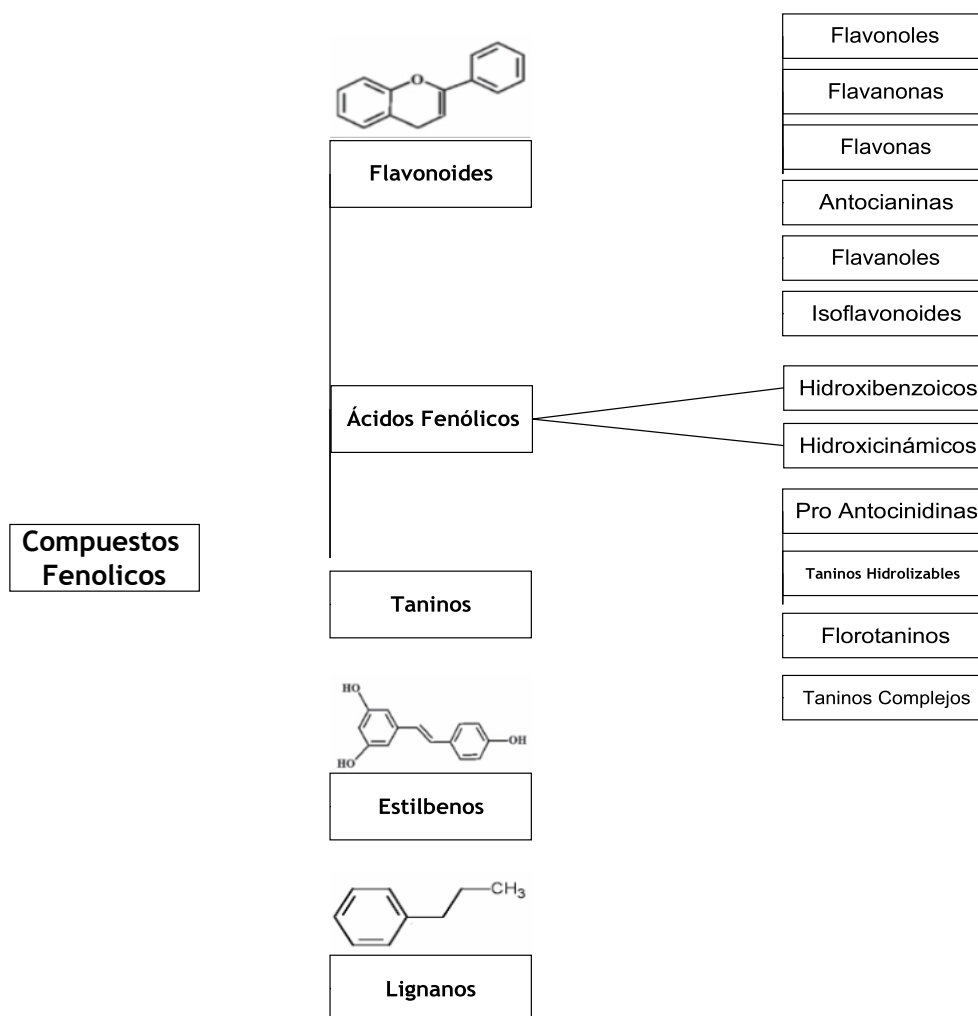 Compuestos
Fenolicos
O
Flavonoides
Flavonoles
Flavanonas
Flavonas
Antocianinas
Flavanoles
Isoflavonoides
Ácidos Fenólicos
Hidroxibenzoicos
Hidroxicinámicos
Taninos
Pro Antocinidinas
Taninos Hidrolizables
Florotaninos
Taninos Complejos
HO
OH
HO
Estilbenos
CH₃
Lignanos